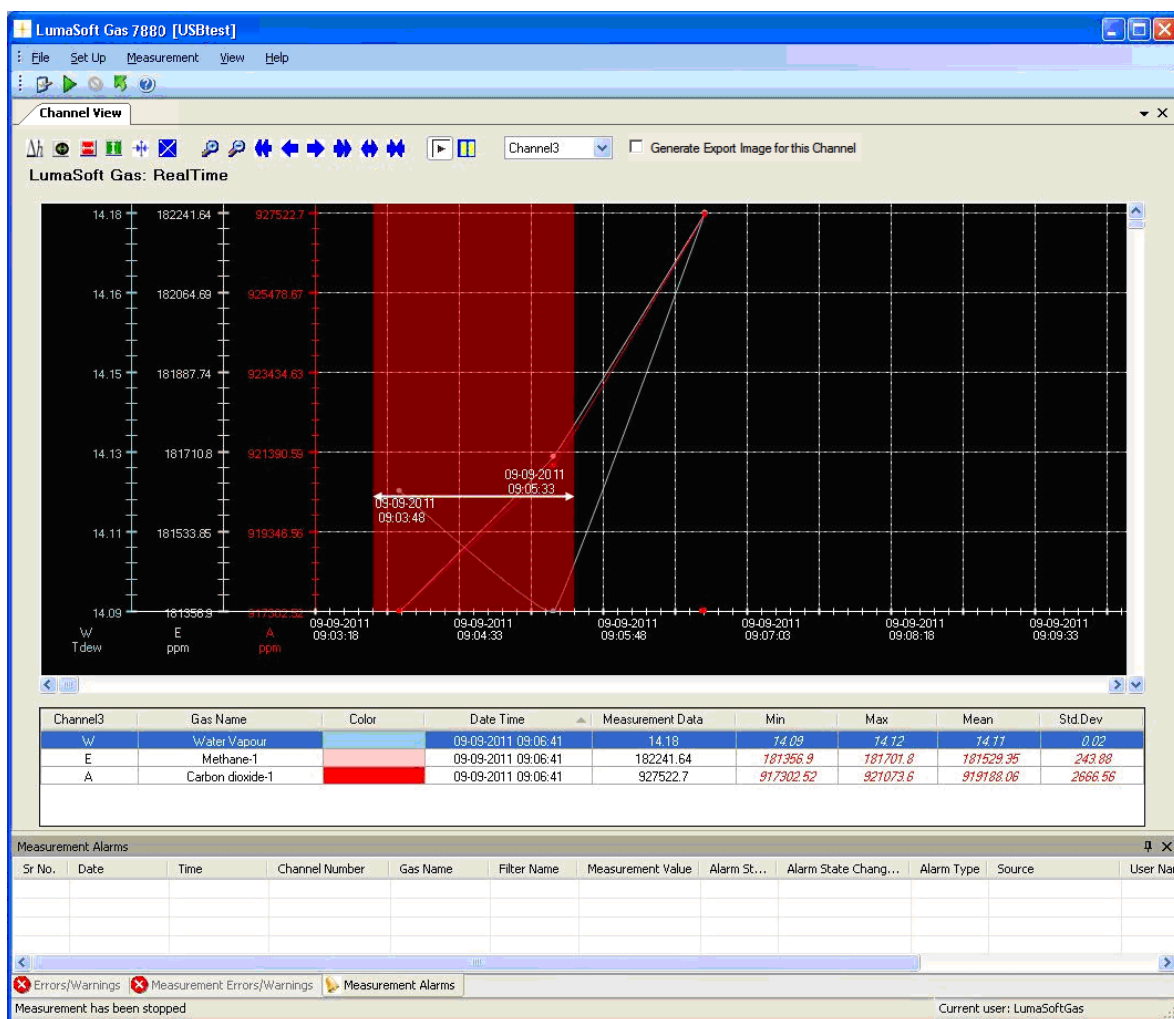 LumaSoft Gas 7880 [USBtest]
File Set Up Measurement View Help
Channel View
Δh Channel3 Generate Export Image for this Channel
LumaSoft Gas: RealTime
14.18 182241.64 927522.7
14.16 182064.69 925478.67
14.15 181887.74 923434.63
14.13 181710.8 921390.59
09-09-2011
09:05:33
09-09-2011
09:03:48
14.11 181533.85 919346.56
14.09 181356.9 917302.52
09-09-2011 09-09-2011 09-09-2011 09-09-2011 09-09-2011 09-09-2011
09:03:18 09:04:33 09:05:48 09:07:03 09:08:18 09:09:33
W E A
Tdew ppm ppm
Channel3 Gas Name Color Date Time Measurement Data Min Max Mean Std.Dev
W Water Vapour 09-09-2011 09:06:41 14.18 14.09 14.12 14.11 0.02
E Methane-1 09-09-2011 09:06:41 182241.64 181356.9 181701.8 181529.35 243.88
A Carbon dioxide-1 09-09-2011 09:06:41 927522.7 917302.52 921073.6 919188.06 2666.56
Measurement Alarms
Sr No. Date Time Channel Number Gas Name Filter Name Measurement Value Alarm St... Alarm State Chang... Alarm Type Source User Nar
Errors/Warnings Measurement Errors/Warnings Measurement Alarms
Measurement has been stopped Current user: LumaSoftGas